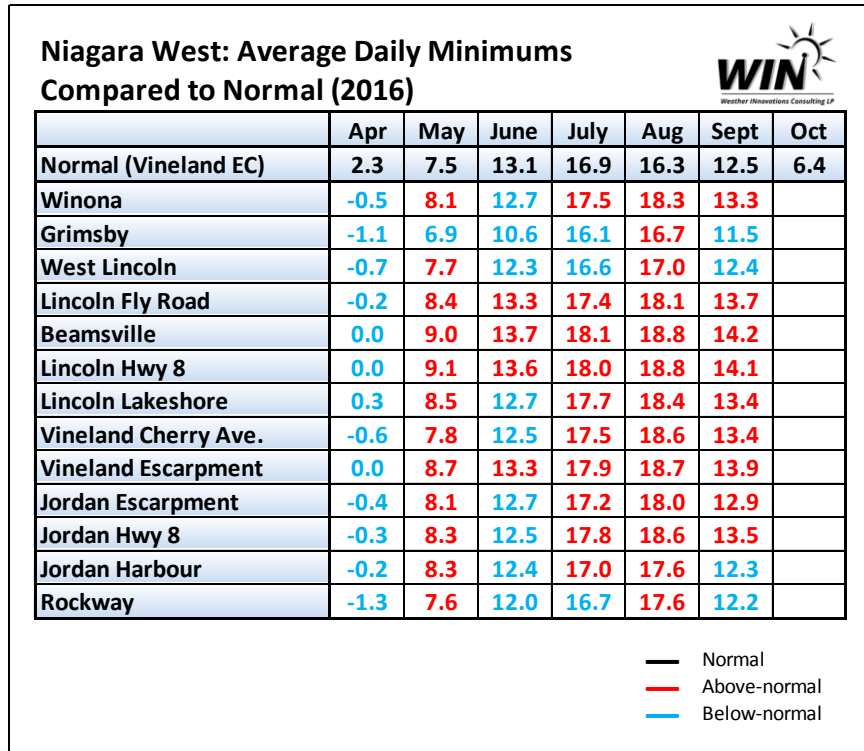 Niagara West: Average Daily Minimums
Compared to Normal (2016)
WIN
Weather INnovations Consulting LP
Apr May June July Aug Sept Oct
Normal (Vineland EC) 2.3 7.5 13.1 16.9 16.3 12.5 6.4
Winona -0.5 8.1 12.7 17.5 18.3 13.3
Grimsby -1.1 6.9 10.6 16.1 16.7 11.5
West Lincoln -0.7 7.7 12.3 16.6 17.0 12.4
Lincoln Fly Road -0.2 8.4 13.3 17.4 18.1 13.7
Beamsville 0.0 9.0 13.7 18.1 18.8 14.2
Lincoln Hwy 8 0.0 9.1 13.6 18.0 18.8 14.1
Lincoln Lakeshore 0.3 8.5 12.7 17.7 18.4 13.4
Vineland Cherry Ave. -0.6 7.8 12.5 17.5 18.6 13.4
Vineland Escarpment 0.0 8.7 13.3 17.9 18.7 13.9
Jordan Escarpment -0.4 8.1 12.7 17.2 18.0 12.9
Jordan Hwy 8 -0.3 8.3 12.5 17.8 18.6 13.5
Jordan Harbour -0.2 8.3 12.4 17.0 17.6 12.3
Rockway -1.3 7.6 12.0 16.7 17.6 12.2
Normal
Above-normal
Below-normal